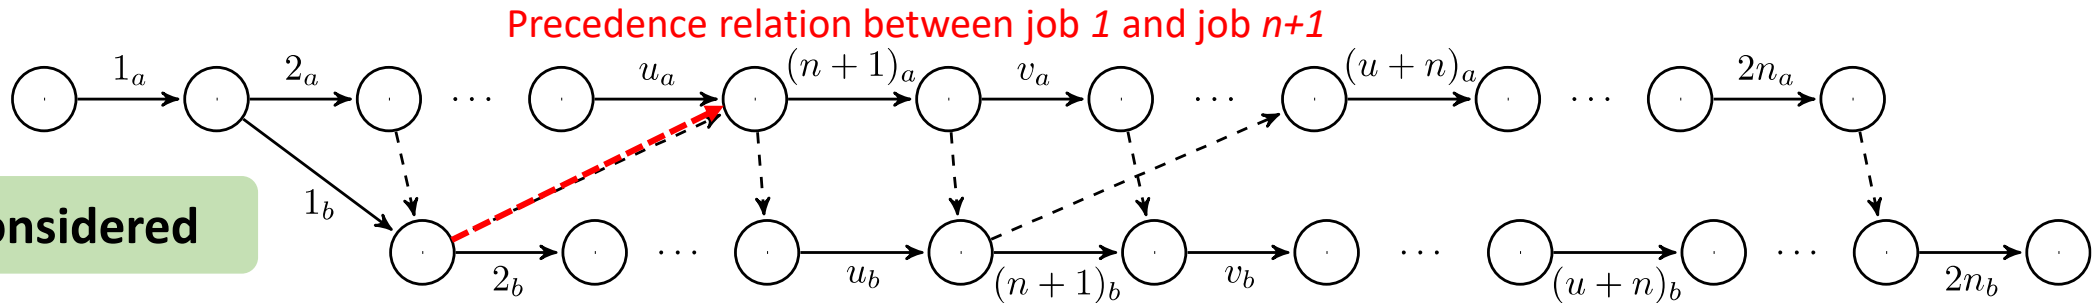 Precedence relation between job 1 and job n+1
1_a 2_a ... u_a (n + 1)_a v_a ... (u + n)_a ... 2n_a
1_b
onsidered
2_b ... u_b (n + 1)_b v_b ... (u + n)_b ... 2n_b